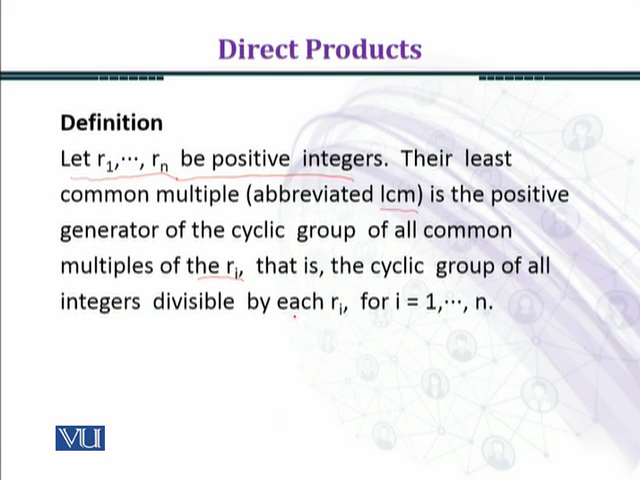 Direct Products
Definition
Let r₁,···, rₙ be positive integers. Their least
common multiple (abbreviated lcm) is the positive
generator of the cyclic group of all common
multiples of the rᵢ, that is, the cyclic group of all
integers divisible by each rᵢ, for i = 1,···, n.
VU